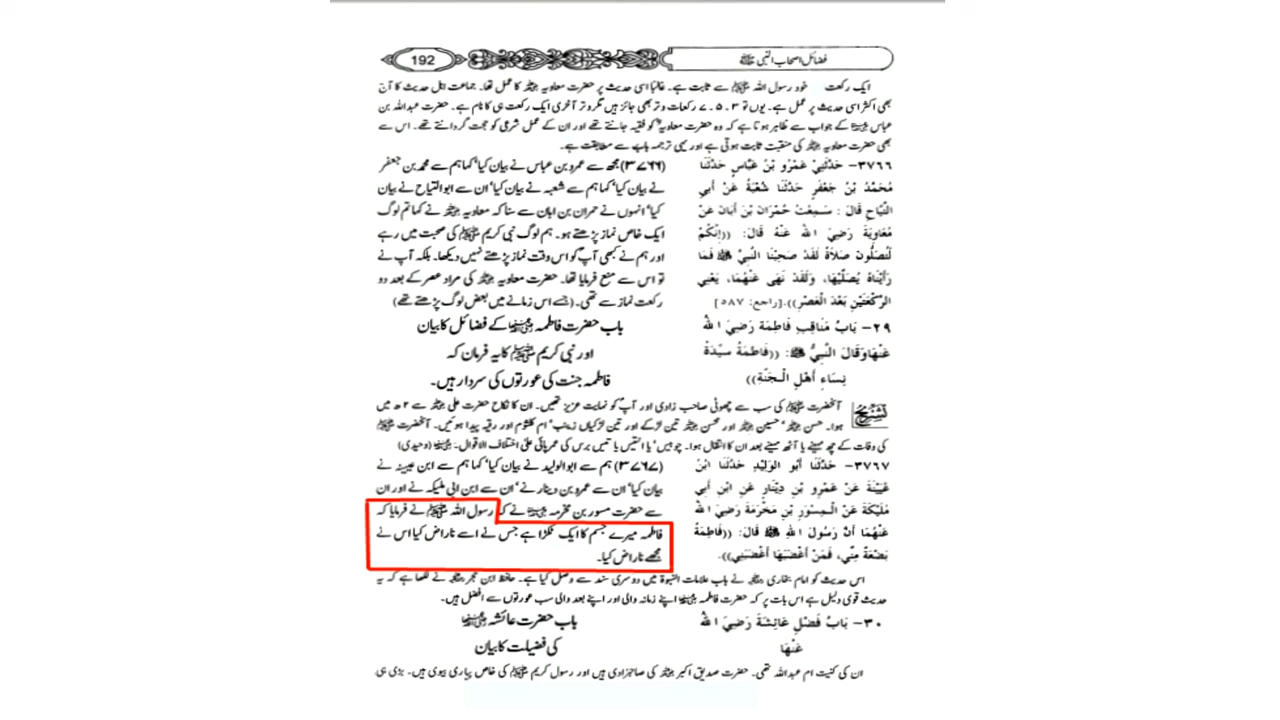 192
فضائل اصحاب النبی ﷺ
ایک رکعت خود رسول اللہ ﷺ سے ثابت ہے۔ غالباً اسی حدیث پر حضرت معاویہ رضی اللہ عنہ کا عمل تھا۔ جماعت اہل حدیث کا آج
بھی اکثر اسی حدیث پر عمل ہے۔ یوں تو ۳ ۔ ۵ ۔ ۷ رکعات وتر بھی جائز ہیں مگر وتر آخری ایک رکعت ہی کا نام ہے۔ حضرت عبداللہ بن
عباس رضی اللہ عنہما کے جواب سے ظاہر ہوتا ہے کہ وہ حضرت معاویہ ؓ کو فقیہ جانتے تھے اور ان کے عمل شرعی کو حجت گردانتے تھے۔ اس سے
بھی حضرت معاویہ رضی اللہ عنہ کی منقبت ثابت ہوتی ہے اور یہی ترجمہ باب سے مطابقت ہے۔
۳۷۶۶– حَدَّثَنِي عَمْرُو بْنُ عَبَّاسٍ حَدَّثَنَا
مُحَمَّدُ بْنُ جَعْفَرٍ حَدَّثَنَا شُعْبَةُ عَنْ أَبِي
التَّيَّاحِ قَالَ : سَمِعْتُ حُمْرَانَ بْنَ أَبَانَ عَنْ
مُعَاوِيَةَ رَضِيَ اللهُ عَنْهُ قَالَ: ((إِنَّكُمْ
لَتُصَلُّونَ صَلَاةً لَقَدْ صَحِبْنَا النَّبِيَّ ﷺ فَمَا
رَأَيْنَاهُ يُصَلِّيهَا، وَلَقَدْ نَهَى عَنْهُمَا، يَعْنِي
الرَّكْعَتَيْنِ بَعْدَ الْعَصْرِ)).[راجع: ٥٨٧]
(۳۷۶۶) مجھ سے عمرو بن عباس نے بیان کیا‘ کہا ہم سے محمد بن جعفر
نے بیان کیا‘ کہا ہم سے شعبہ نے بیان کیا‘ ان سے ابوالتیاح نے بیان
کیا‘ انہوں نے حمران بن ابان سے سنا کہ معاویہ رضی اللہ عنہ نے کہا تم لوگ
ایک خاص نماز پڑھتے ہو۔ ہم لوگ نبی کریم ﷺ کی صحبت میں رہے
اور ہم نے کبھی آپ کو اس وقت نماز پڑھتے نہیں دیکھا۔ بلکہ آپ نے
تو اس سے منع فرمایا تھا۔ حضرت معاویہ رضی اللہ عنہ کی مراد عصر کے بعد دو
رکعت نماز سے تھی۔ (جسے اس زمانے میں بعض لوگ پڑھتے تھے)
۲۹– بَابُ مَنَاقِبِ فَاطِمَةَ رَضِيَ اللهُ
عَنْهَا وَقَالَ النَّبِيُّ ﷺ: ((فَاطِمَةُ سَيِّدَةُ
نِسَاءِ أَهْلِ الْجَنَّةِ))
باب حضرت فاطمہ رضی اللہ عنہا کے فضائل کا بیان
اور نبی کریم ﷺ کا یہ فرمان کہ
فاطمہ جنت کی عورتوں کی سردار ہیں۔
تشریح آنحضرت ﷺ کی سب سے چھوٹی صاحب زادی اور آپ کو نہایت عزیز تھیں۔ ان کا نکاح حضرت علی رضی اللہ عنہ سے ۲ھ میں
ہوا۔ حسن رضی اللہ عنہ‘ حسین رضی اللہ عنہ اور محسن رضی اللہ عنہ تین لڑکے اور تین لڑکیاں زینب‘ ام کلثوم اور رقیہ پیدا ہوئیں۔ آنحضرت ﷺ
کی وفات کے چھ مہینے یا آٹھ مہینے بعد ان کا انتقال ہوا۔ چوبیس‘ یا انتیس یا تیس برس کی عمر پائی علیٰ اختلاف الاقوال۔ رضی اللہ عنہا (وحیدی)
۳۷۶۷– حَدَّثَنَا أَبُو الْوَلِيدِ حَدَّثَنَا ابْنُ
عُيَيْنَةَ عَنْ عَمْرِو بْنِ دِينَارٍ عَنِ ابْنِ أَبِي
مُلَيْكَةَ عَنِ الْمِسْوَرِ بْنِ مَخْرَمَةَ رَضِيَ اللهُ
عَنْهُمَا أَنَّ رَسُولَ اللهِ ﷺ قَالَ: ((فَاطِمَةُ
بَضْعَةٌ مِنِّي، فَمَنْ أَغْضَبَهَا أَغْضَبَنِي)).
(۳۷۶۷) ہم سے ابوالولید نے بیان کیا‘ کہا ہم سے ابن عیینہ نے
بیان کیا‘ ان سے عمرو بن دینار نے‘ ان سے ابن ابی ملیکہ نے اور ان
سے حضرت مسور بن مخرمہ رضی اللہ عنہما نے کہ رسول اللہ ﷺ نے فرمایا کہ
فاطمہ میرے جسم کا ایک ٹکڑا ہے جس نے اسے ناراض کیا اس نے
مجھے ناراض کیا۔
اس حدیث کو امام بخاری رحمہ اللہ نے باب علامات النبوۃ میں دوسری سند سے وصل کیا ہے۔ حافظ ابن حجر رحمہ اللہ نے لکھا ہے کہ یہ
حدیث قوی دلیل ہے اس بات پر کہ حضرت فاطمہ رضی اللہ عنہا اپنے زمانہ والی اور اپنے بعد والی سب عورتوں سے افضل ہیں۔
۳۰– بَابُ فَضْلِ عَائِشَةَ رَضِيَ اللهُ
عَنْهَا
باب حضرت عائشہ رضی اللہ عنہا
کی فضیلت کا بیان
ان کی کنیت ام عبداللہ تھی۔ حضرت صدیق اکبر رضی اللہ عنہ کی صاحبزادی ہیں اور رسول کریم ﷺ کی خاص پیاری بیوی ہیں۔ بڑی ہی